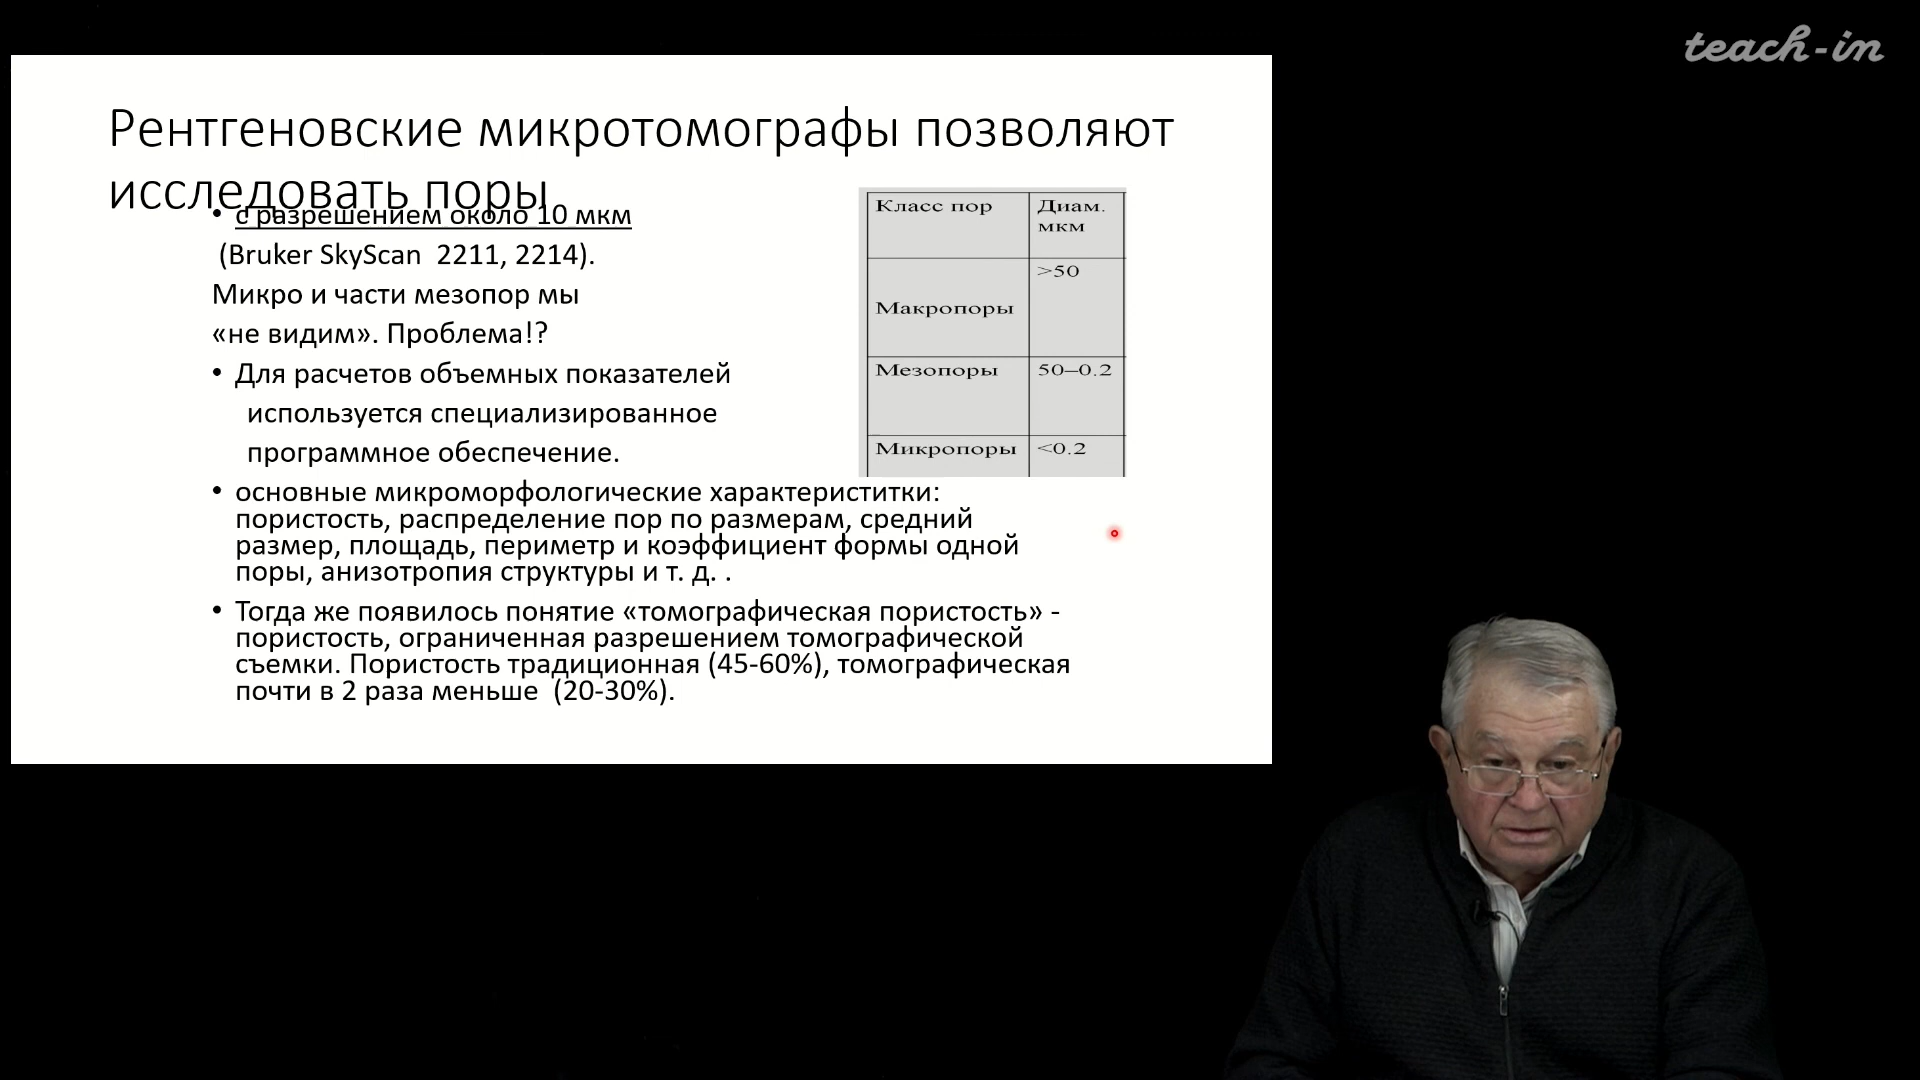 teach-in
Рентгеновские микротомографы позволяют
исследовать поры
• с разрешением около 10 мкм
(Bruker SkyScan 2211, 2214).
Микро и части мезопор мы
«не видим». Проблема!?
• Для расчетов объемных показателей
используется специализированное
программное обеспечение.
• основные микроморфологические характериститки:
пористость, распределение пор по размерам, средний
размер, площадь, периметр и коэффициент формы одной
поры, анизотропия структуры и т. д. .
• Тогда же появилось понятие «томографическая пористость» -
пористость, ограниченная разрешением томографической
съемки. Пористость традиционная (45-60%), томографическая
почти в 2 раза меньше (20-30%).
Класс пор Диам.
мкм
Макропоры >50
Мезопоры 50–0.2
Микропоры <0.2